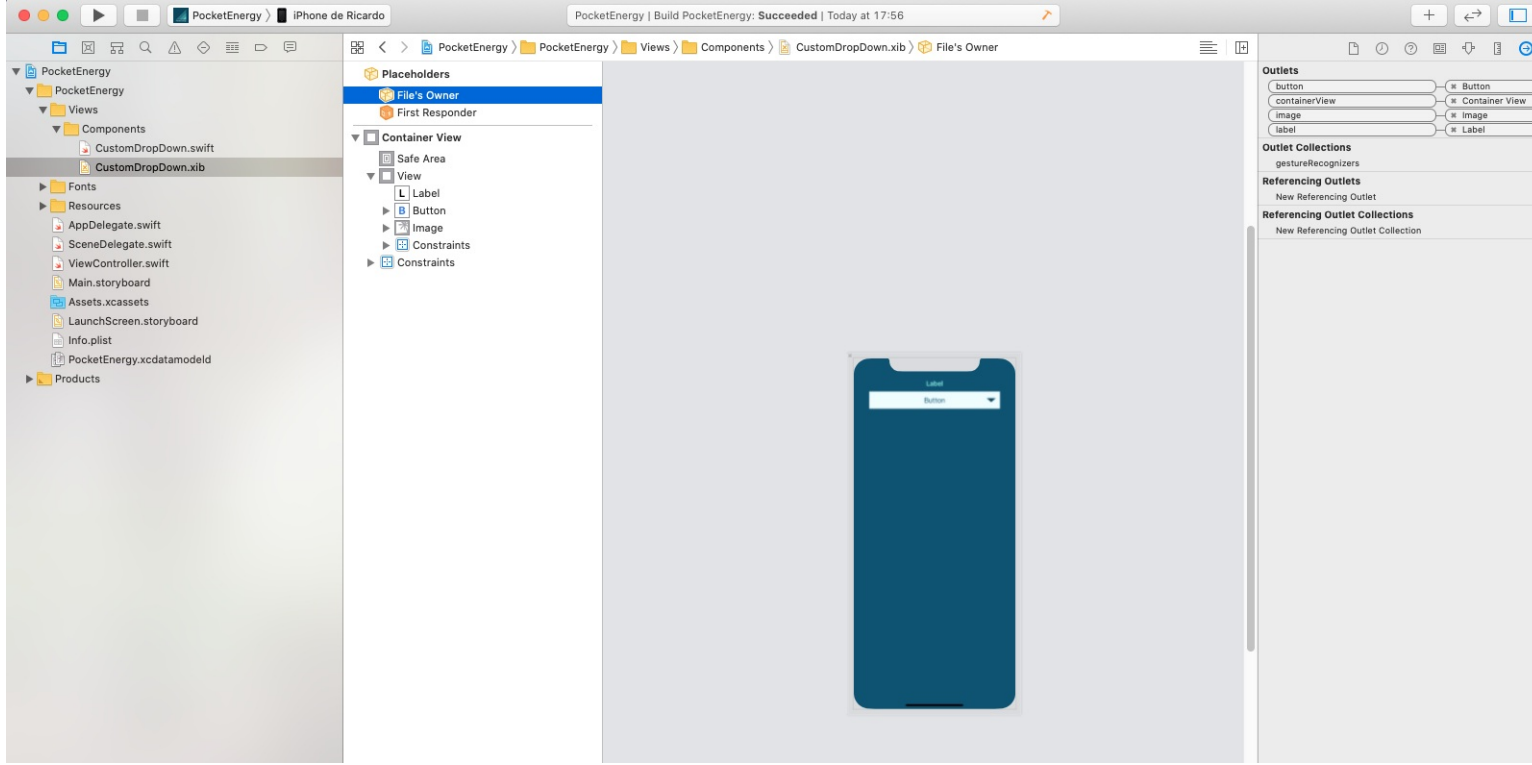 PocketEnergy 〉 iPhone de Ricardo
PocketEnergy | Build PocketEnergy: Succeeded | Today at 17:56
PocketEnergy 〉 PocketEnergy 〉 Views 〉 Components 〉 CustomDropDown.xib 〉 File's Owner
PocketEnergy
PocketEnergy
Views
Components
CustomDropDown.swift
CustomDropDown.xib
Fonts
Resources
AppDelegate.swift
SceneDelegate.swift
ViewController.swift
Main.storyboard
Assets.xcassets
LaunchScreen.storyboard
Info.plist
PocketEnergy.xcdatamodeld
Products
Placeholders
File's Owner
First Responder
Container View
Safe Area
View
L Label
B Button
Image
Constraints
Constraints
Label
Button
Outlets
button Button
containerView Container View
image Image
label Label
Outlet Collections
gestureRecognizers
Referencing Outlets
New Referencing Outlet
Referencing Outlet Collections
New Referencing Outlet Collection